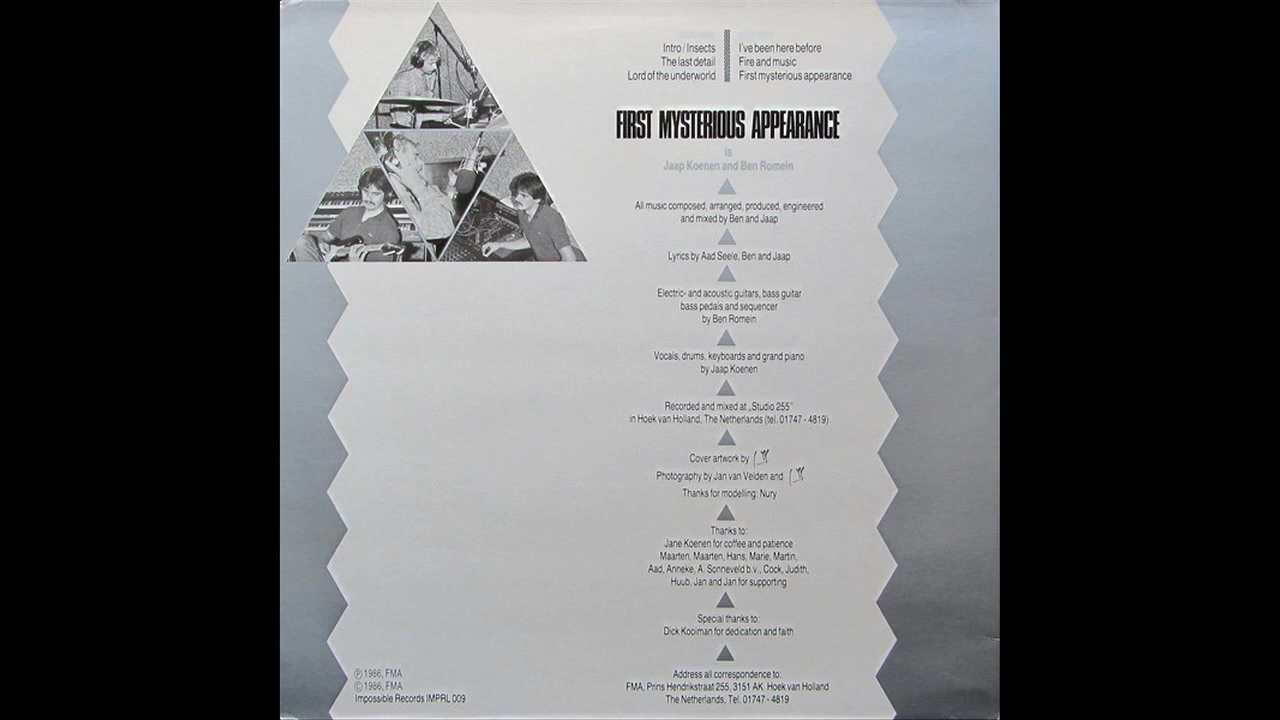 Intro / Insects
The last detail
Lord of the underworld
I've been here before
Fire and music
First mysterious appearance
FIRST MYSTERIOUS APPEARANCE
is
Jaap Koenen and Ben Romein
All music composed, arranged, produced, engineered
and mixed by Ben and Jaap
Lyrics by Aad Seele, Ben and Jaap
Electric- and acoustic guitars, bass guitar
bass pedals and sequencer
by Ben Romein
Vocals, drums, keyboards and grand piano
by Jaap Koenen
Recorded and mixed at „Studio 255”
in Hoek van Holland, The Netherlands (tel. 01747 - 4819)
Cover artwork by
Photography by Jan van Velden and
Thanks for modelling: Nury
Thanks to:
Jane Koenen for coffee and patience
Maarten, Maarten, Hans, Marie, Martin,
Aad, Anneke, A. Sonneveld b.v., Cock, Judith,
Huub, Jan and Jan for supporting
Special thanks to:
Dick Kooiman for dedication and faith
Address all correspondence to:
FMA, Prins Hendrikstraat 255, 3151 AK Hoek van Holland
The Netherlands, Tel. 01747 - 4819
Ⓟ 1986, FMA
© 1986, FMA
Impossible Records IMPRL 009